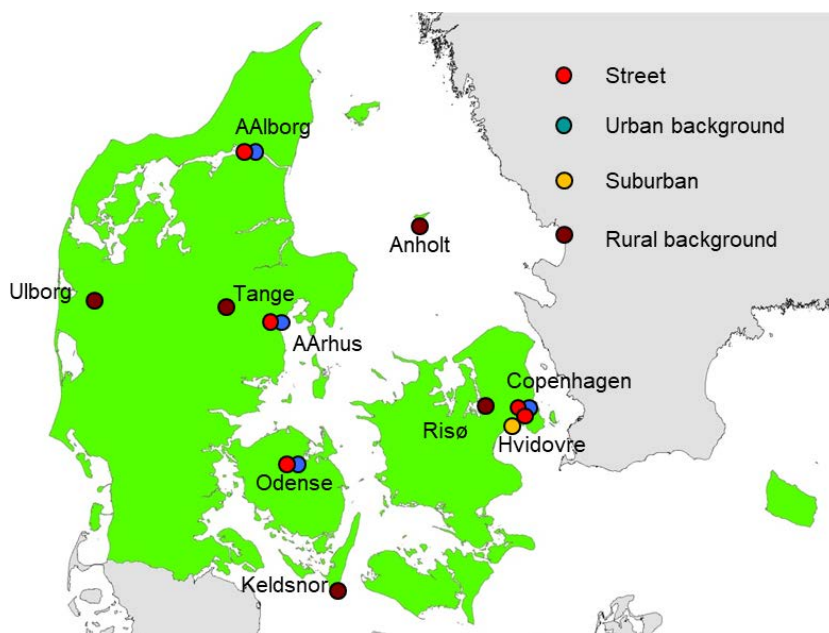 Street
AAlborg
Urban background
Suburban
Anholt
Rural background
Ulborg
Tange
AArhus
Copenhagen
Risø
Hvidovre
Odense
Keldsnor